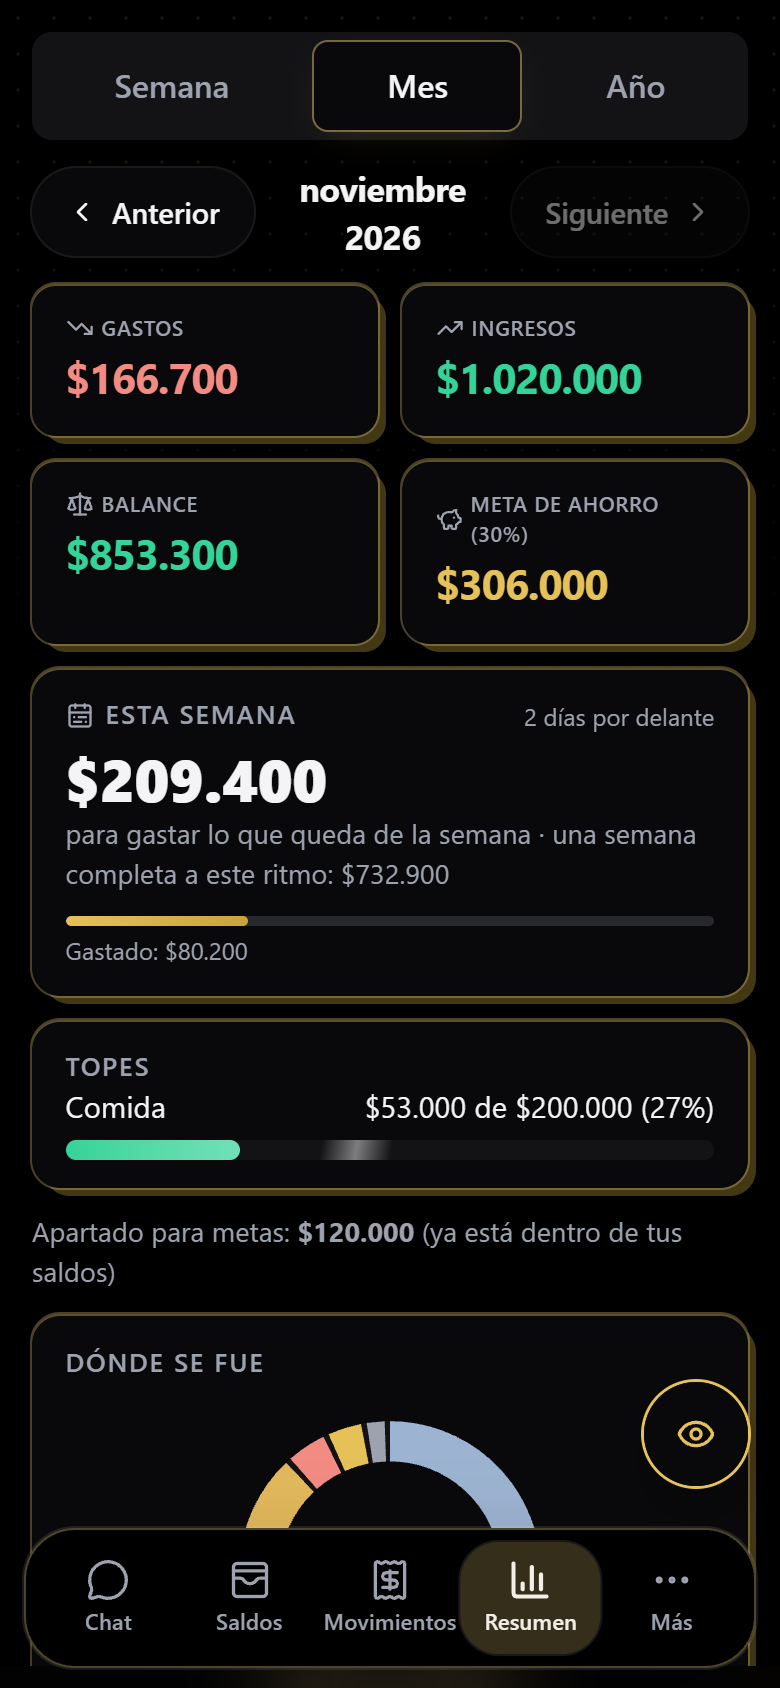 Semana
Mes
Año
Anterior
noviembre
2026
Siguiente
GASTOS
$166.700
INGRESOS
$1.020.000
BALANCE
$853.300
META DE AHORRO
(30%)
$306.000
ESTA SEMANA
2 días por delante
$209.400
para gastar lo que queda de la semana · una semana
completa a este ritmo: $732.900
Gastado: $80.200
TOPES
Comida
$53.000 de $200.000 (27%)
Apartado para metas: $120.000 (ya está dentro de tus
saldos)
DÓNDE SE FUE
Chat
Saldos
Movimientos
Resumen
Más